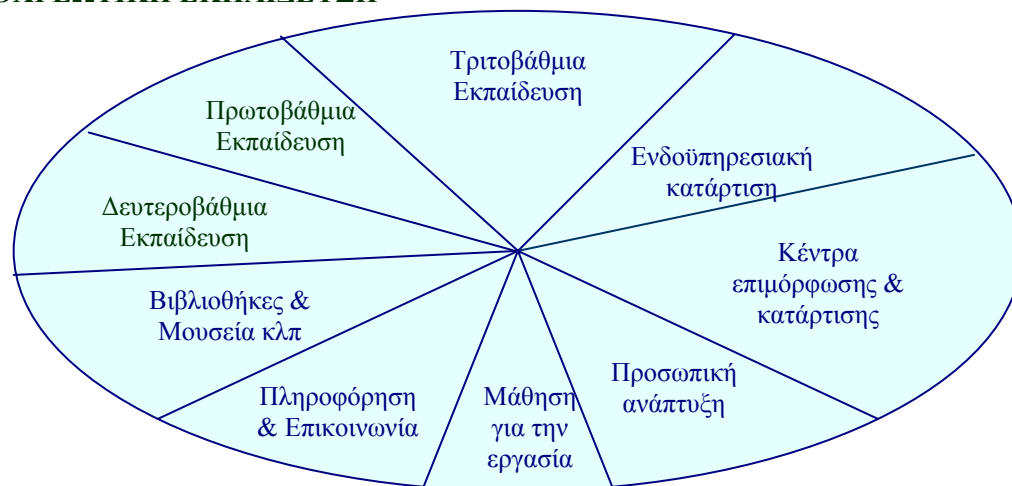 Τριτοβάθμια
Εκπαίδευση
Πρωτοβάθμια
Εκπαίδευση
Ενδοϋπηρεσιακή
κατάρτιση
Δευτεροβάθμια
Εκπαίδευση
Κέντρα
επιμόρφωσης &
κατάρτισης
Βιβλιοθήκες &
Μουσεία κλπ
Προσωπική
ανάπτυξη
Πληροφόρηση
& Επικοινωνία
Μάθηση
για την
εργασία